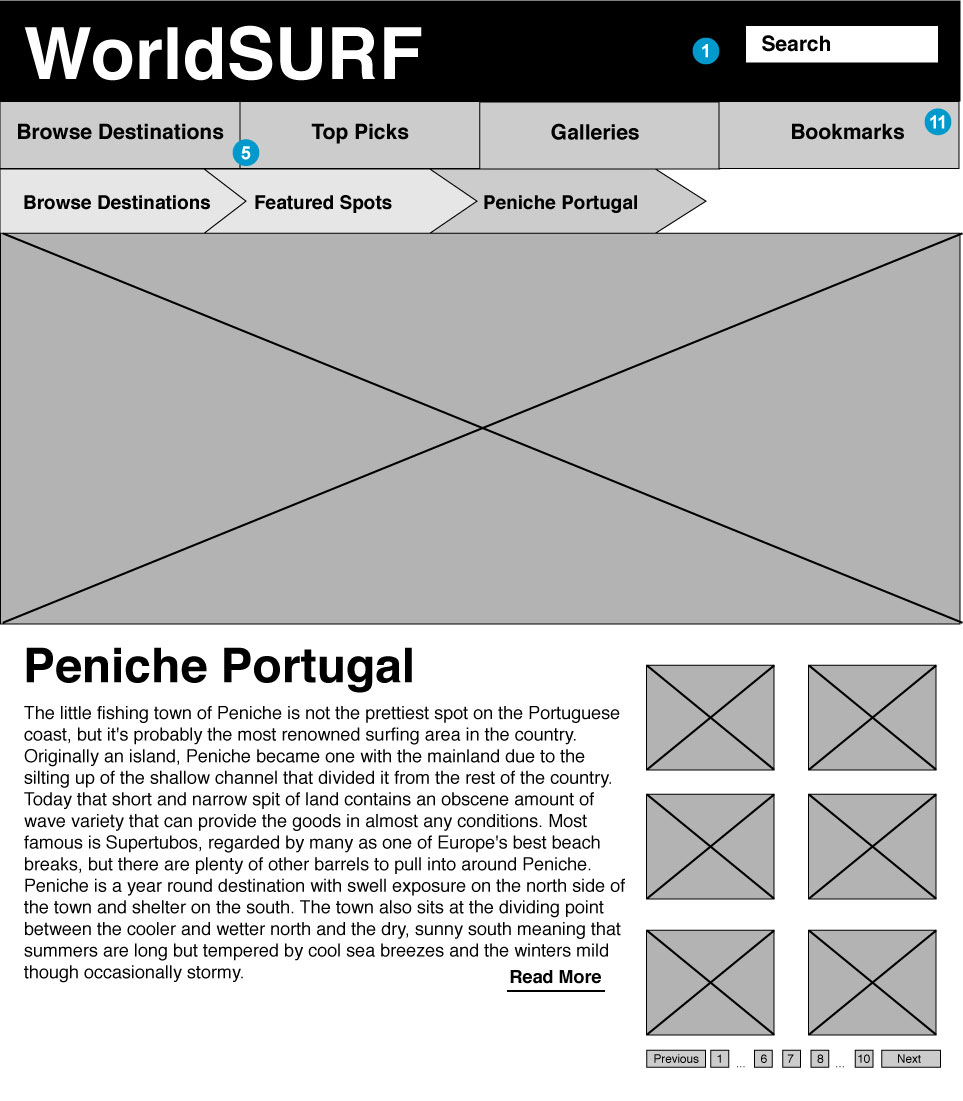 WorldSURF
1
Search
Browse Destinations
Top Picks
Galleries
Bookmarks
11
5
Browse Destinations
Featured Spots
Peniche Portugal
Peniche Portugal
The little fishing town of Peniche is not the prettiest spot on the Portuguese
coast, but it's probably the most renowned surfing area in the country.
Originally an island, Peniche became one with the mainland due to the
silting up of the shallow channel that divided it from the rest of the country.
Today that short and narrow spit of land contains an obscene amount of
wave variety that can provide the goods in almost any conditions. Most
famous is Supertubos, regarded by many as one of Europe's best beach
breaks, but there are plenty of other barrels to pull into around Peniche.
Peniche is a year round destination with swell exposure on the north side of
the town and shelter on the south. The town also sits at the dividing point
between the cooler and wetter north and the dry, sunny south meaning that
summers are long but tempered by cool sea breezes and the winters mild
though occasionally stormy.
Read More
Previous 1 ... 6 7 8 ... 10 Next